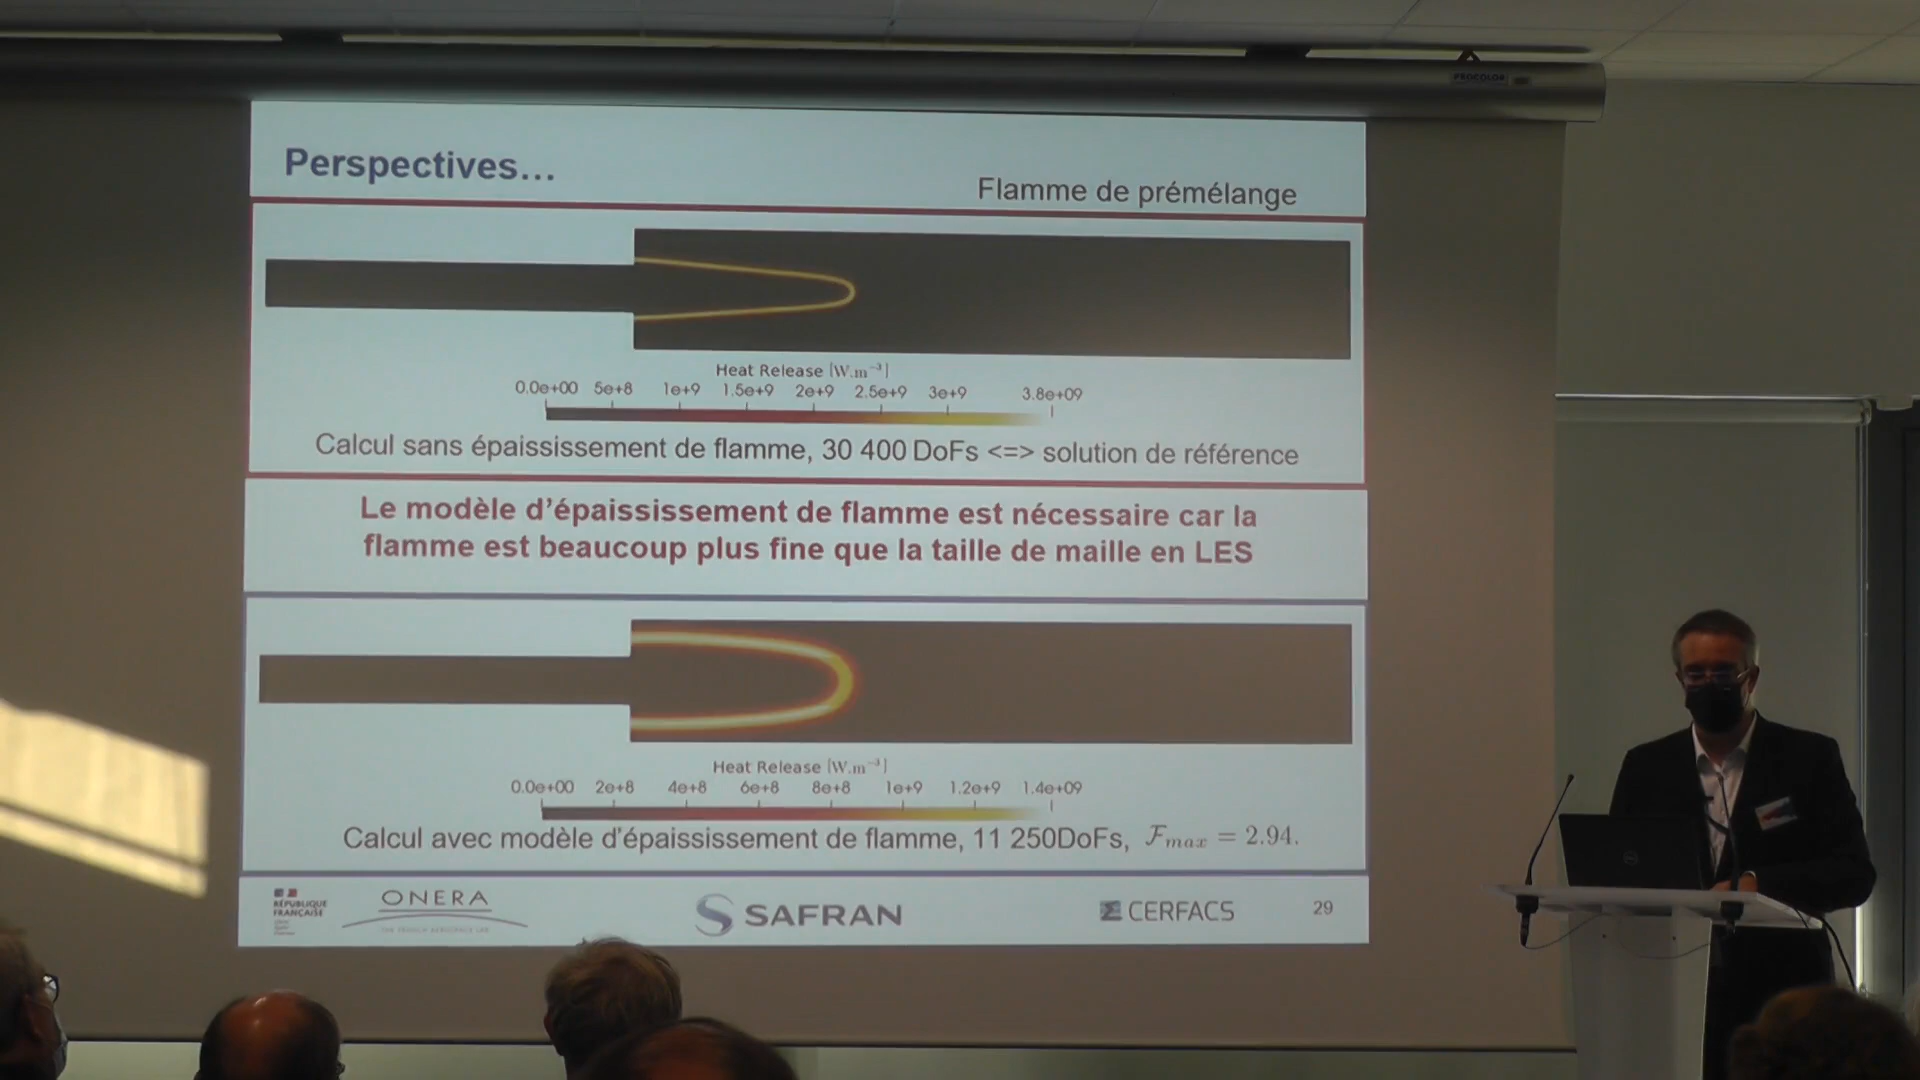 PROCOLOR
Perspectives...
Flamme de prémélange
Heat Release [W.m⁻³]
0.0e+00 5e+8 1e+9 1.5e+9 2e+9 2.5e+9 3e+9 3.8e+09
Calcul sans épaississement de flamme, 30 400 DoFs <=> solution de référence
Le modèle d'épaississement de flamme est nécessaire car la
flamme est beaucoup plus fine que la taille de maille en LES
Heat Release [W.m⁻³]
0.0e+00 2e+8 4e+8 6e+8 8e+8 1e+9 1.2e+9 1.4e+09
Calcul avec modèle d'épaississement de flamme, 11 250DoFs, ℱmax = 2.94.
RÉPUBLIQUE
FRANÇAISE
ONERA
THE FRENCH AEROSPACE LAB
SAFRAN
CERFACS
29